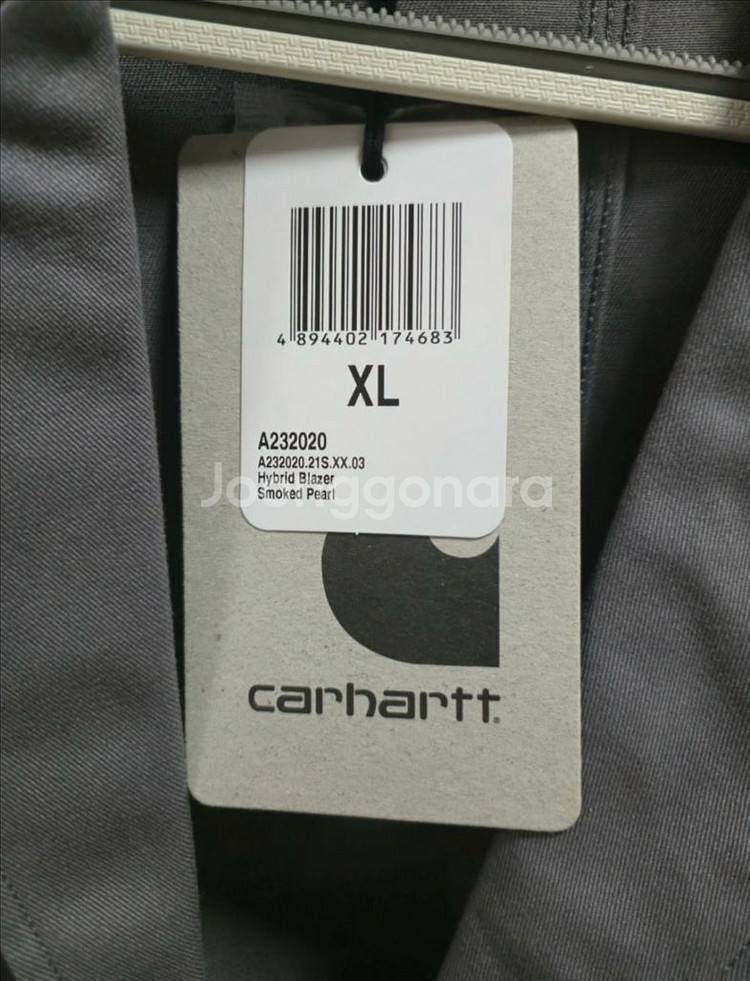 4 894402 174683
XL
A232020
A232020.21S.XX.03
Hybrid Blazer
Smoked Pearl
Joonggonara
carhartt